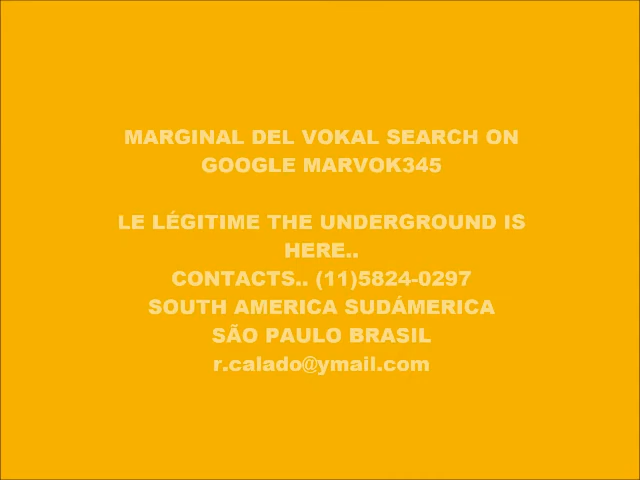 MARGINAL DEL VOKAL SEARCH ON
GOOGLE MARVOK345
LE LÉGITIME THE UNDERGROUND IS
HERE..
CONTACTS.. (11)5824-0297
SOUTH AMERICA SUDÁMERICA
SÃO PAULO BRASIL
r.calado@ymail.com